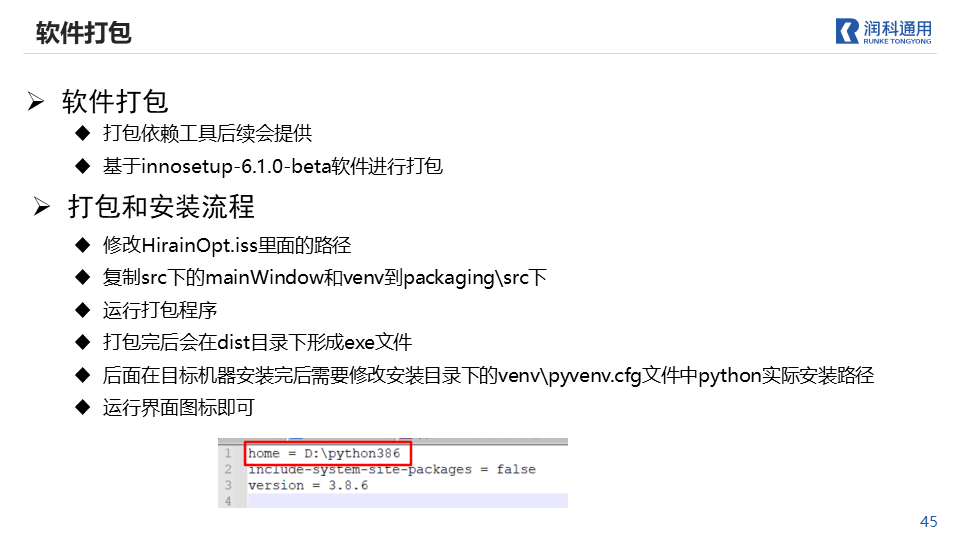 软件打包
润科通用
RUNKE TONGYONG
软件打包
打包依赖工具后续会提供
基于innosetup-6.1.0-beta软件进行打包
打包和安装流程
修改HirainOpt.iss里面的路径
复制src下的mainWindow和venv到packaging\src下
运行打包程序
打包完后会在dist目录下形成exe文件
后面在目标机器安装完后需要修改安装目录下的venv\pyvenv.cfg文件中python实际安装路径
运行界面图标即可
1 home = D:\python386
2 include-system-site-packages = false
3 version = 3.8.6
4
45